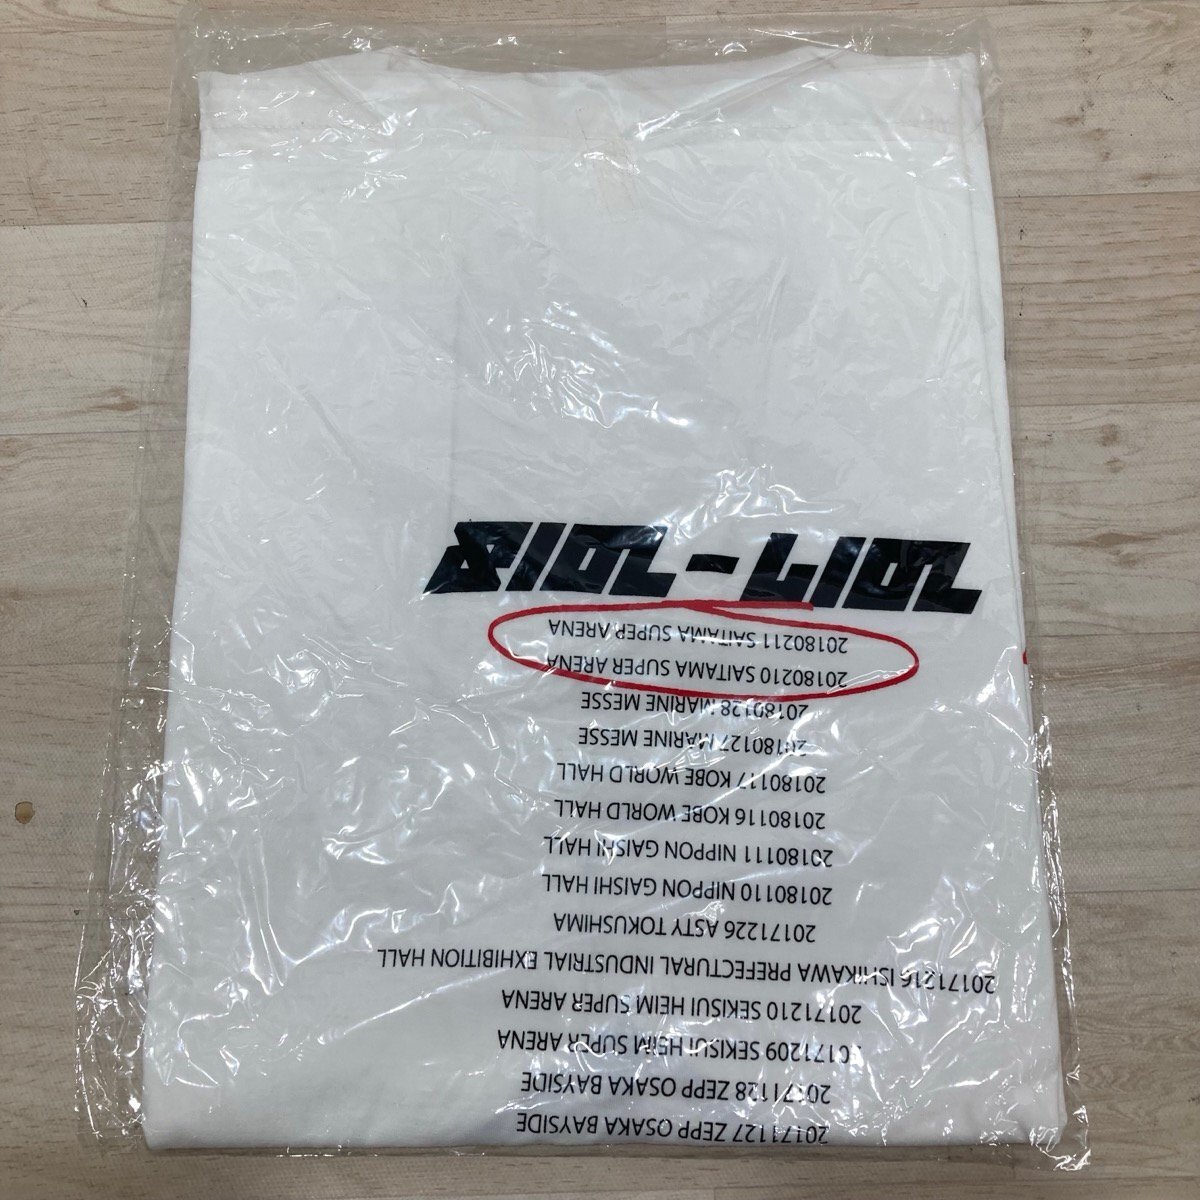 20171127 ZEPP OSAKA BAYSIDE
20171128 ZEPP OSAKA BAYSIDE
20171209 SEKISUI HEIM SUPER ARENA
20171210 SEKISUI HEIM SUPER ARENA
20171216 ISHIKAWA PREFECTURAL INDUSTRIAL EXHIBITION HALL
20171226 ASTY TOKUSHIMA
20180110 NIPPON GAISHI HALL
20180111 NIPPON GAISHI HALL
20180116 KOBE WORLD HALL
20180117 KOBE WORLD HALL
20180127 MARINE MESSE
20180128 MARINE MESSE
20180210 SAITAMA SUPER ARENA
20180211 SAITAMA SUPER ARENA
2017-2018